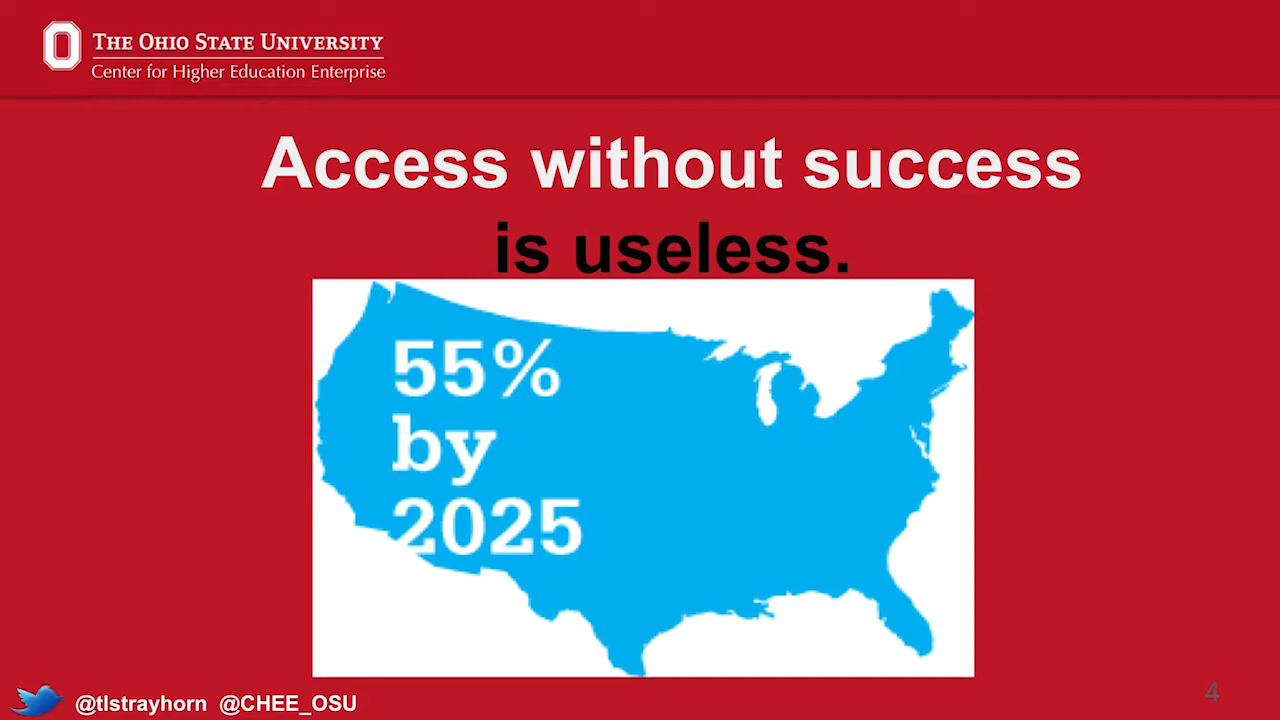 THE OHIO STATE UNIVERSITY
Center for Higher Education Enterprise
Access without success
is useless.
55%
by
2025
@tlstrayhorn @CHEE_OSU
4